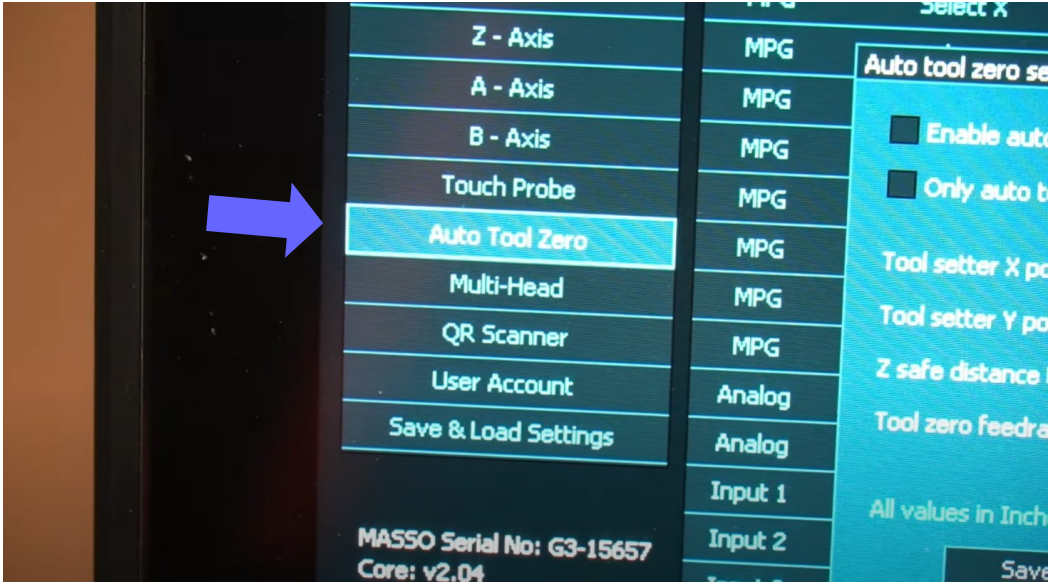 Z - Axis
A - Axis
B - Axis
Touch Probe
Auto Tool Zero
Multi-Head
QR Scanner
User Account
Save & Load Settings
MASSO Serial No: G3-15657
Core: v2.04
Select X
MPG
MPG
MPG
MPG
MPG
MPG
MPG
Analog
Analog
Input 1
Input 2
Auto tool zero se
Enable auto
Only auto t
Tool setter X po
Tool setter Y po
Z safe distance
Tool zero feedra
All values in Inch
Save